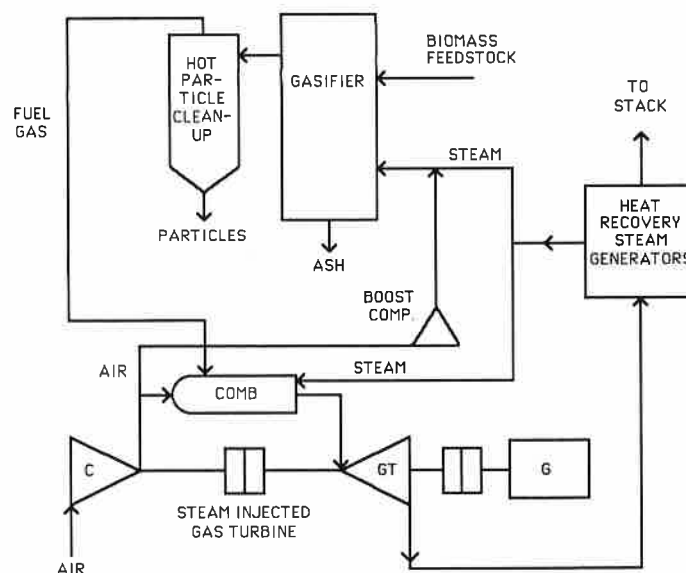 BIOMASS
FEEDSTOCK
HOT
PAR-
TICLE
CLEAN-
UP
GASIFIER
FUEL
GAS
TO
STACK
STEAM
HEAT
RECOVERY
STEAM
GENERATORS
PARTICLES
ASH
BOOST
COMP.
AIR
STEAM
COMB
C
GT
G
STEAM INJECTED
GAS TURBINE
AIR